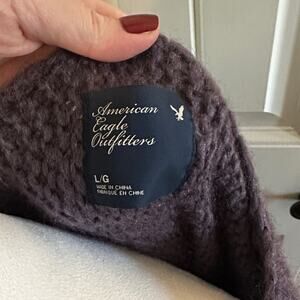 American
Eagle
Outfitters
L/G
MADE IN CHINA
FABRIQUÉ EN CHINE